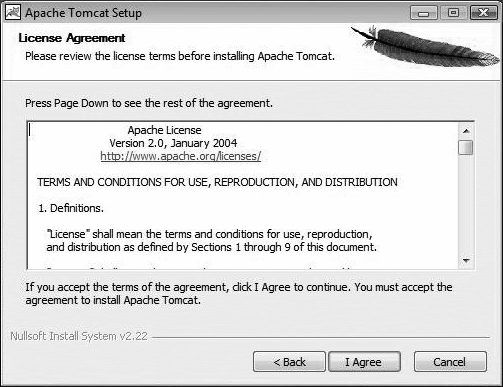 Apache Tomcat Setup
License Agreement
Please review the license terms before installing Apache Tomcat.
Press Page Down to see the rest of the agreement.
Apache License
Version 2.0, January 2004
http://www.apache.org/licenses/
TERMS AND CONDITIONS FOR USE, REPRODUCTION, AND DISTRIBUTION
1. Definitions.
"License" shall mean the terms and conditions for use, reproduction,
and distribution as defined by Sections 1 through 9 of this document.
If you accept the terms of the agreement, click I Agree to continue. You must accept the
agreement to install Apache Tomcat.
Nullsoft Install System v2.22
< Back
I Agree
Cancel